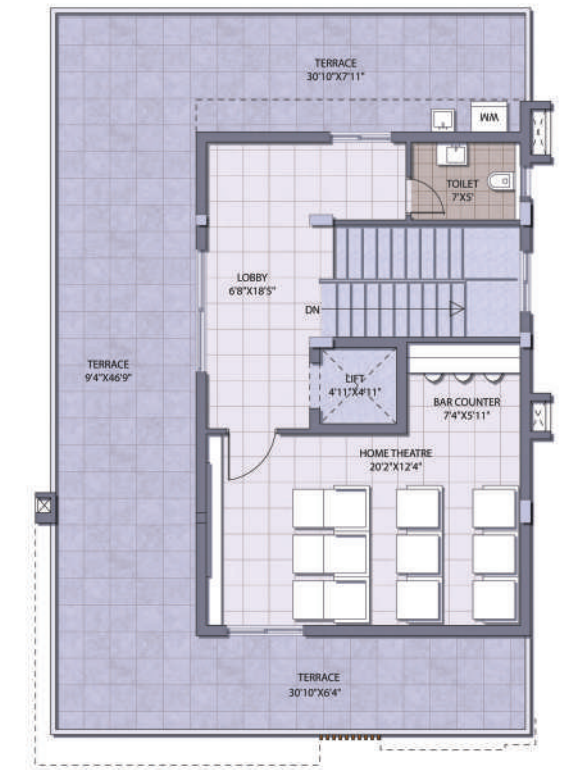 TERRACE
30'10"X7'11"
WM
TOILET
7'X5'
LOBBY
6'8"X18'5"
DN
TERRACE
9'4"X46'9"
LIFT
4'11"X4'11"
BAR COUNTER
7'4"X5'11"
HOME THEATRE
20'2"X12'4"
TERRACE
30'10"X6'4"